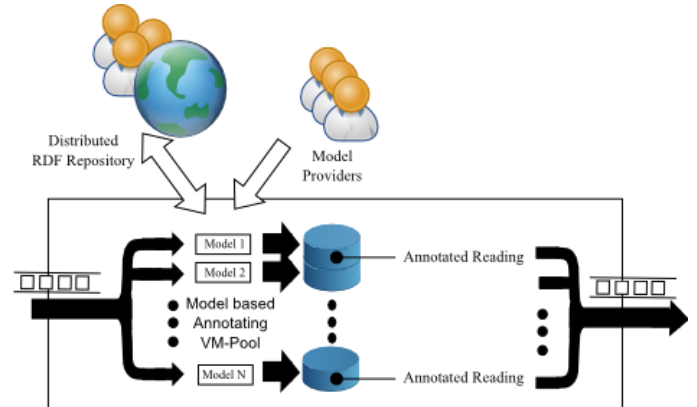 Distributed
RDF Repository
Model
Providers
Model 1
Annotated Reading
Model 2
Model based
Annotating
VM-Pool
Model N
Annotated Reading